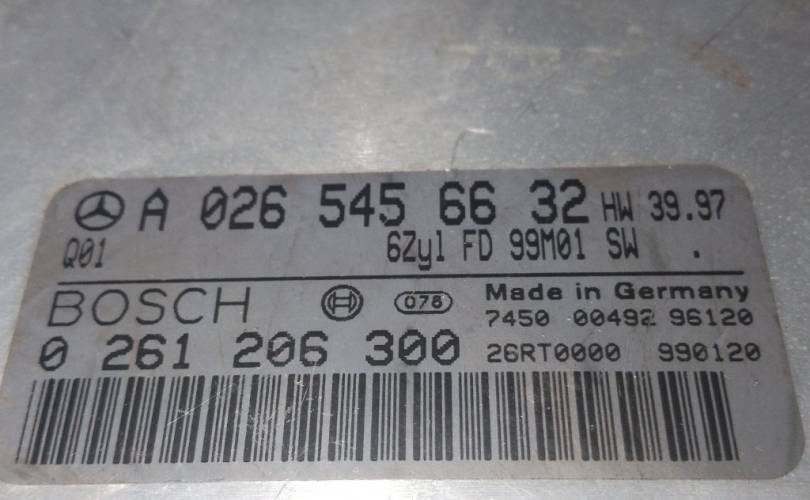 A 026 545 66 32 HW 39.97
Q01 6Zyl FD 99M01 SW .
BOSCH 078 Made in Germany
7450 00492 96120
0 261 206 300 26RT0000 990120